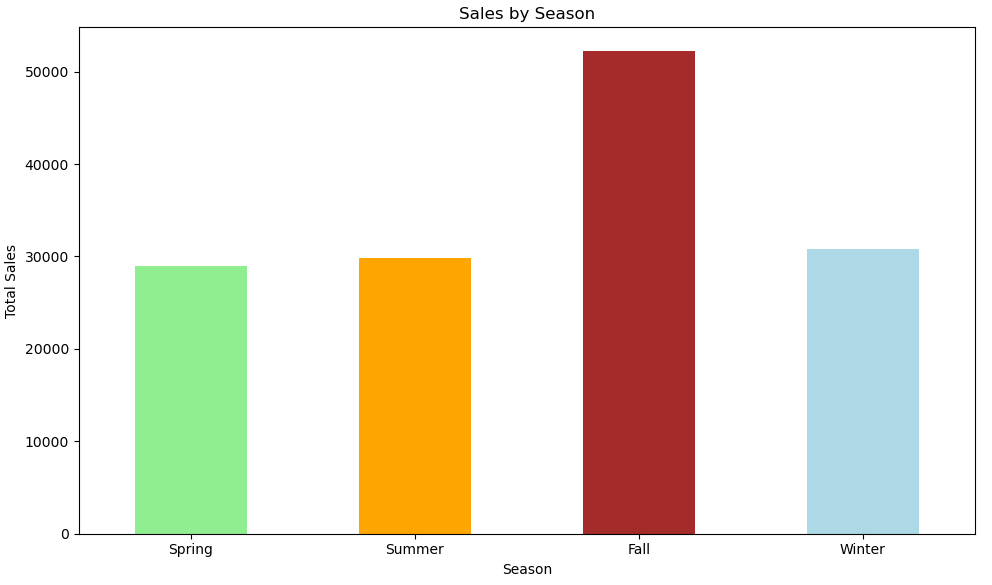 Sales by Season
Total Sales
50000
40000
30000
20000
10000
0
Spring
Summer
Fall
Winter
Season